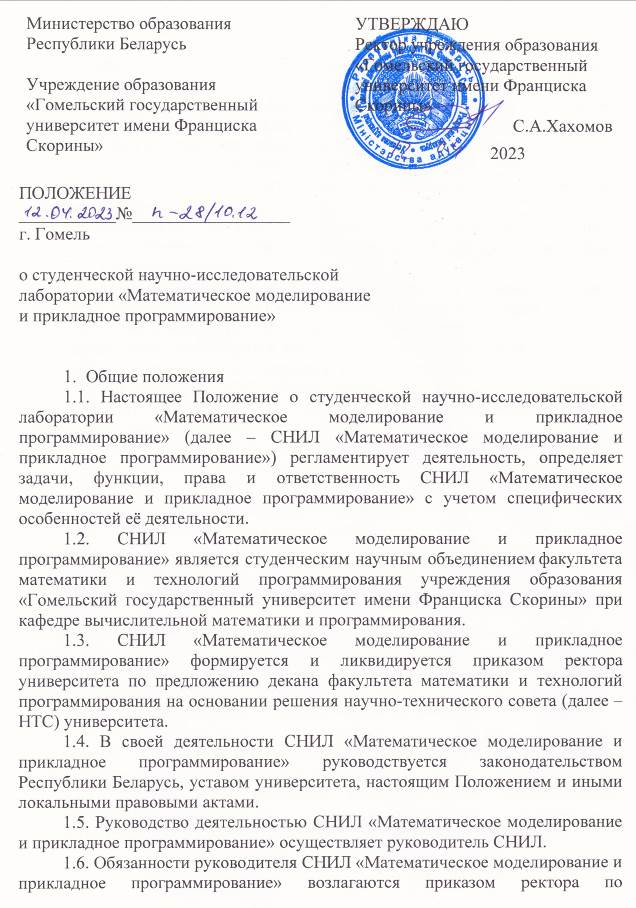 Министерство образования
Республики Беларусь
Учреждение образования
«Гомельский государственный
университет имени Франциска
Скорины»
УТВЕРЖДАЮ
Ректор учреждения образования
«Гомельский государственный
университет имени Франциска
Скорины»
С.А.Хахомов
2023
ПОЛОЖЕНИЕ
12.04.2023 № п-28/10.12
г. Гомель
о студенческой научно-исследовательской
лаборатории «Математическое моделирование
и прикладное программирование»
1. Общие положения
1.1. Настоящее Положение о студенческой научно-исследовательской
лаборатории «Математическое моделирование и прикладное
программирование» (далее – СНИЛ «Математическое моделирование и
прикладное программирование») регламентирует деятельность, определяет
задачи, функции, права и ответственность СНИЛ «Математическое
моделирование и прикладное программирование» с учетом специфических
особенностей её деятельности.
1.2. СНИЛ «Математическое моделирование и прикладное
программирование» является студенческим научным объединением факультета
математики и технологий программирования учреждения образования
«Гомельский государственный университет имени Франциска Скорины» при
кафедре вычислительной математики и программирования.
1.3. СНИЛ «Математическое моделирование и прикладное
программирование» формируется и ликвидируется приказом ректора
университета по предложению декана факультета математики и технологий
программирования на основании решения научно-технического совета (далее –
НТС) университета.
1.4. В своей деятельности СНИЛ «Математическое моделирование и
прикладное программирование» руководствуется законодательством
Республики Беларусь, уставом университета, настоящим Положением и иными
локальными правовыми актами.
1.5. Руководство деятельностью СНИЛ «Математическое моделирование
и прикладное программирование» осуществляет руководитель СНИЛ.
1.6. Обязанности руководителя СНИЛ «Математическое моделирование и
прикладное программирование» возлагаются приказом ректора по